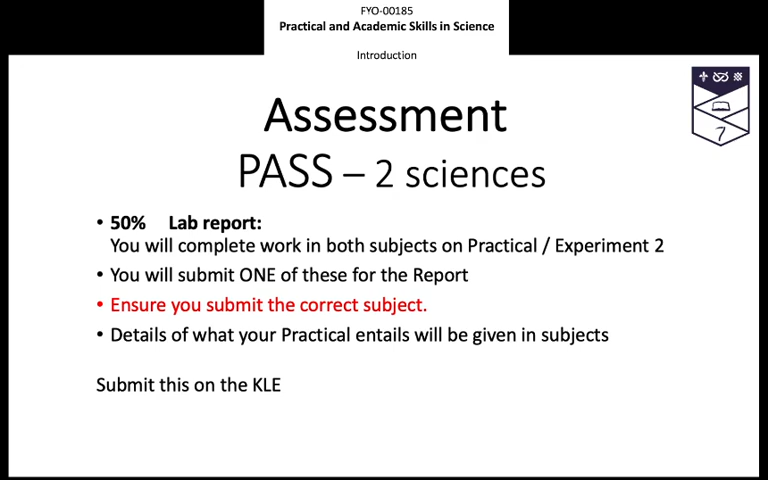 FYO-00185
Practical and Academic Skills in Science
Introduction
Assessment
PASS – 2 sciences
• 50% Lab report:
You will complete work in both subjects on Practical / Experiment 2
• You will submit ONE of these for the Report
• Ensure you submit the correct subject.
• Details of what your Practical entails will be given in subjects
Submit this on the KLE